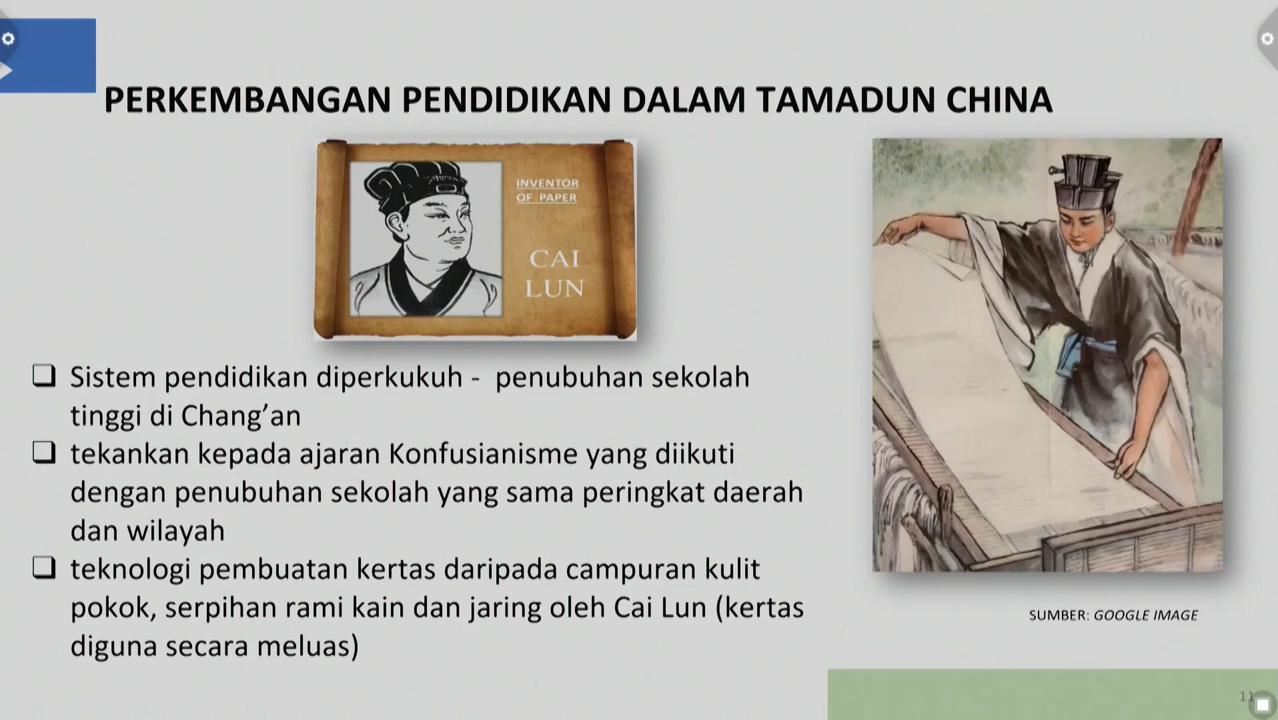 PERKEMBANGAN PENDIDIKAN DALAM TAMADUN CHINA
INVENTOR
OF PAPER
CAI
LUN
Sistem pendidikan diperkukuh - penubuhan sekolah
tinggi di Chang’an
tekankan kepada ajaran Konfusianisme yang diikuti
dengan penubuhan sekolah yang sama peringkat daerah
dan wilayah
teknologi pembuatan kertas daripada campuran kulit
pokok, serpihan rami kain dan jaring oleh Cai Lun (kertas
diguna secara meluas)
SUMBER: GOOGLE IMAGE
11